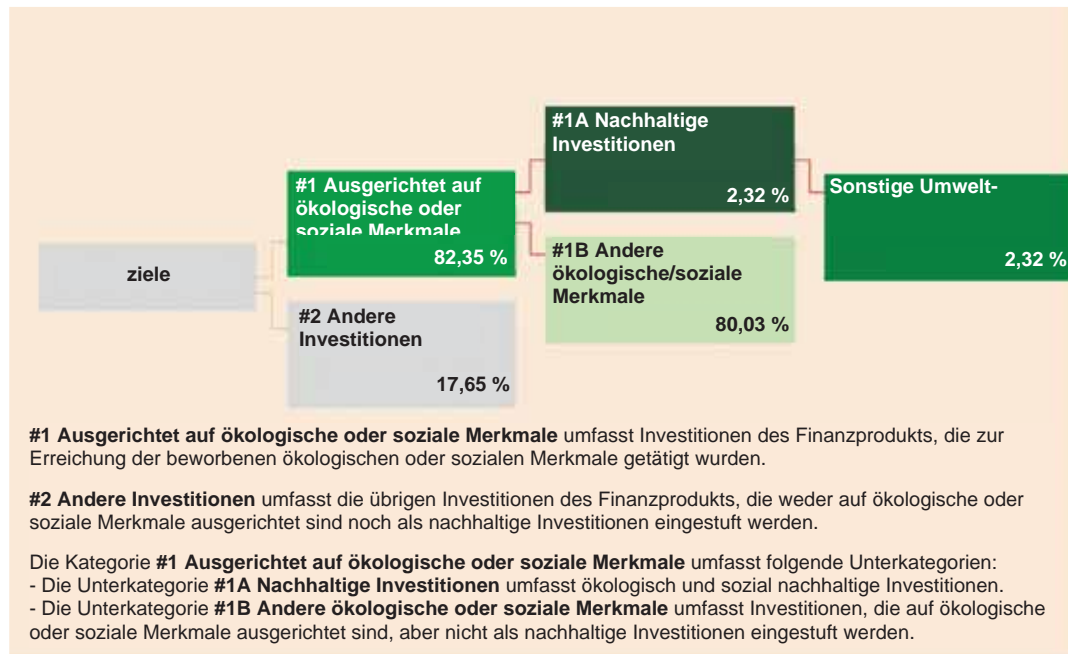 #1A Nachhaltige
Investitionen
2,32 %
#1 Ausgerichtet auf
ökologische oder
soziale Merkmale
82,35 %
Sonstige Umwelt-
2,32 %
ziele
#1B Andere
ökologische/soziale
Merkmale
80,03 %
#2 Andere
Investitionen
17,65 %
#1 Ausgerichtet auf ökologische oder soziale Merkmale umfasst Investitionen des Finanzprodukts, die zur
Erreichung der beworbenen ökologischen oder sozialen Merkmale getätigt wurden.
#2 Andere Investitionen umfasst die übrigen Investitionen des Finanzprodukts, die weder auf ökologische oder
soziale Merkmale ausgerichtet sind noch als nachhaltige Investitionen eingestuft werden.
Die Kategorie #1 Ausgerichtet auf ökologische oder soziale Merkmale umfasst folgende Unterkategorien:
- Die Unterkategorie #1A Nachhaltige Investitionen umfasst ökologisch und sozial nachhaltige Investitionen.
- Die Unterkategorie #1B Andere ökologische oder soziale Merkmale umfasst Investitionen, die auf ökologische
oder soziale Merkmale ausgerichtet sind, aber nicht als nachhaltige Investitionen eingestuft werden.